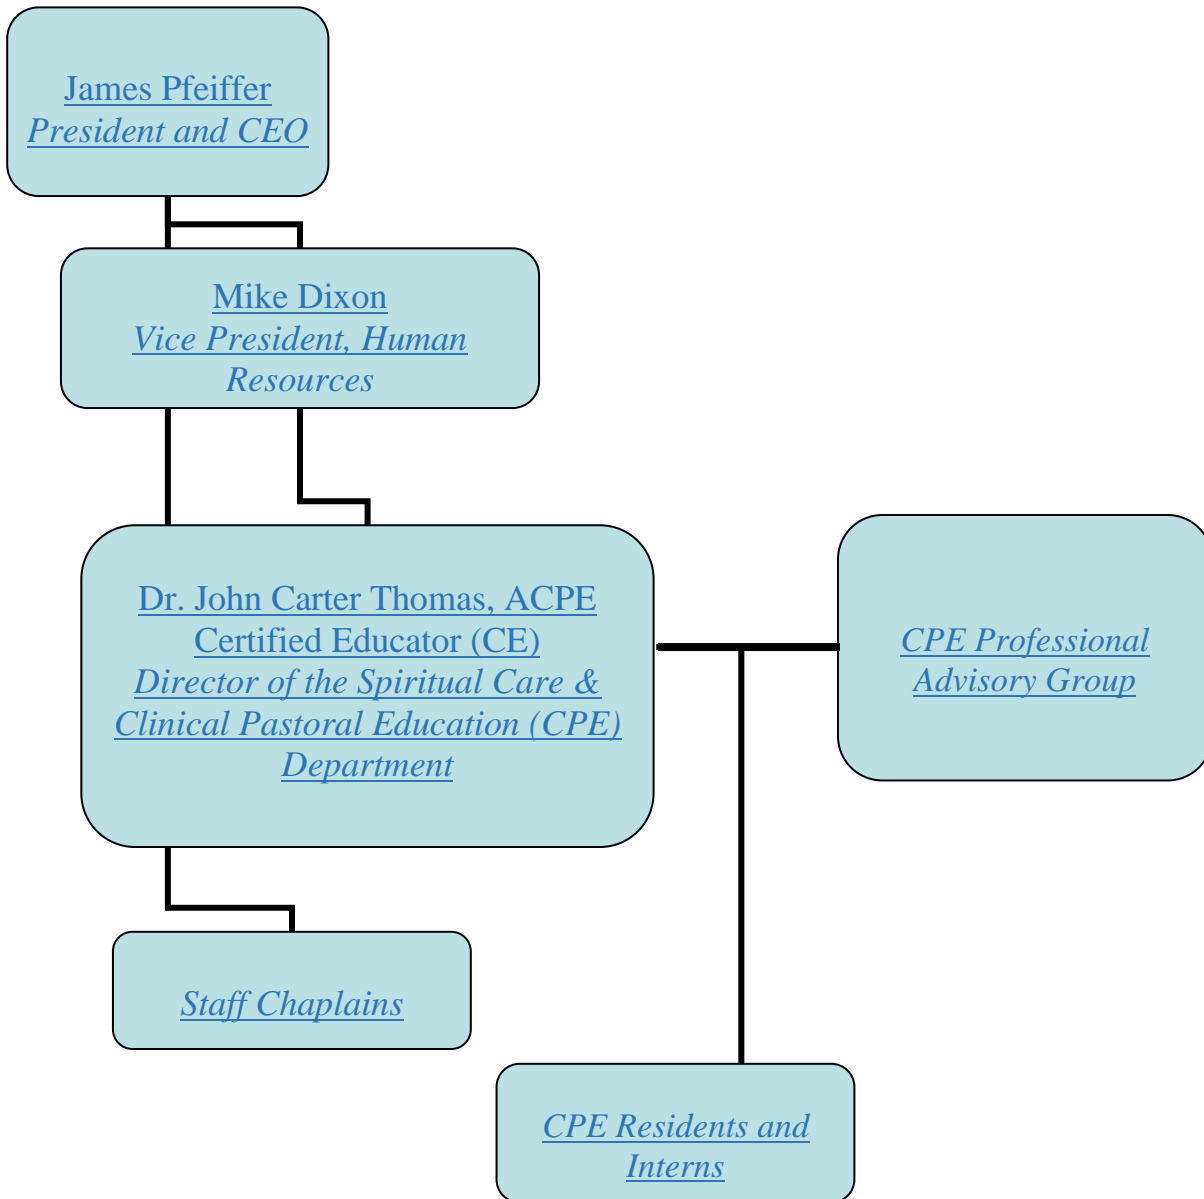 James Pfeiffer
President and CEO
Mike Dixon
Vice President, Human
Resources
Dr. John Carter Thomas, ACPE
Certified Educator (CE)
Director of the Spiritual Care &
Clinical Pastoral Education (CPE)
Department
CPE Professional
Advisory Group
Staff Chaplains
CPE Residents and
Interns